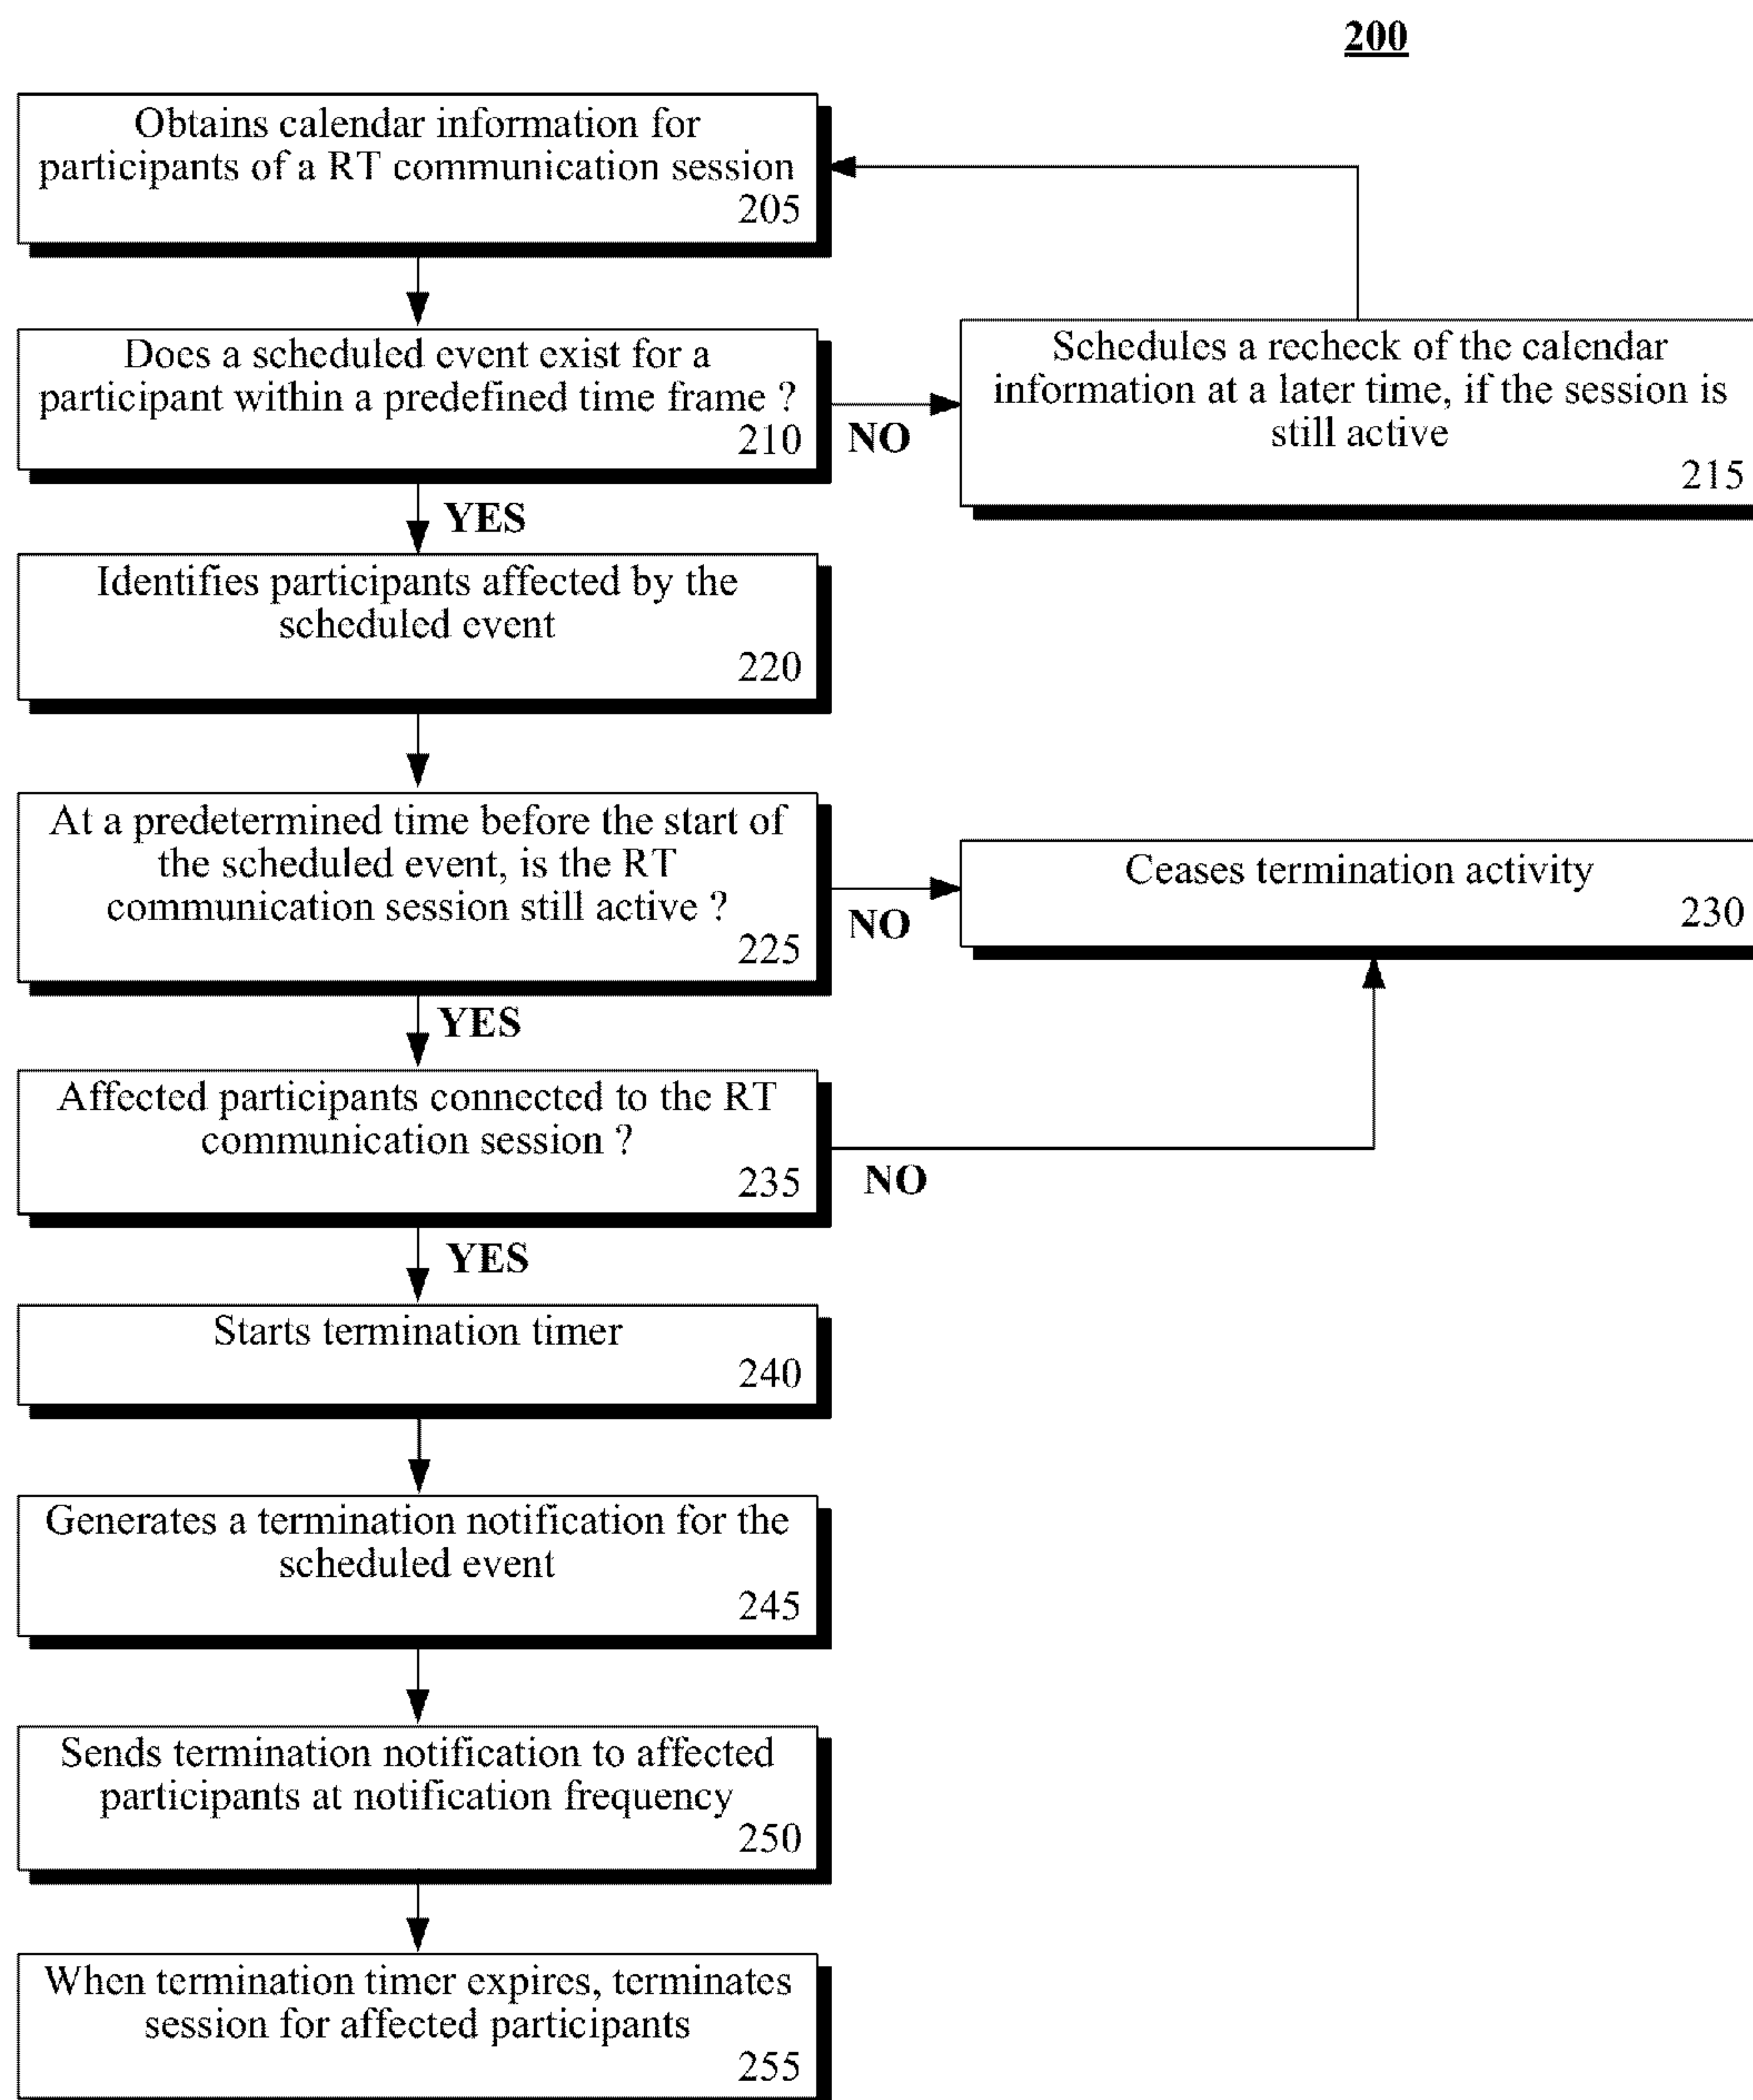 200
Obtains calendar information for
participants of a RT communication session
205
Does a scheduled event exist for a
participant within a predefined time frame ?
210
NO
Schedules a recheck of the calendar
information at a later time, if the session is
still active
215
YES
Identifies participants affected by the
scheduled event
220
At a predetermined time before the start of
the scheduled event, is the RT
communication session still active ?
225
NO
Ceases termination activity
230
YES
Affected participants connected to the RT
communication session ?
235
NO
YES
Starts termination timer
240
Generates a termination notification for the
scheduled event
245
Sends termination notification to affected
participants at notification frequency
250
When termination timer expires, terminates
session for affected participants
255